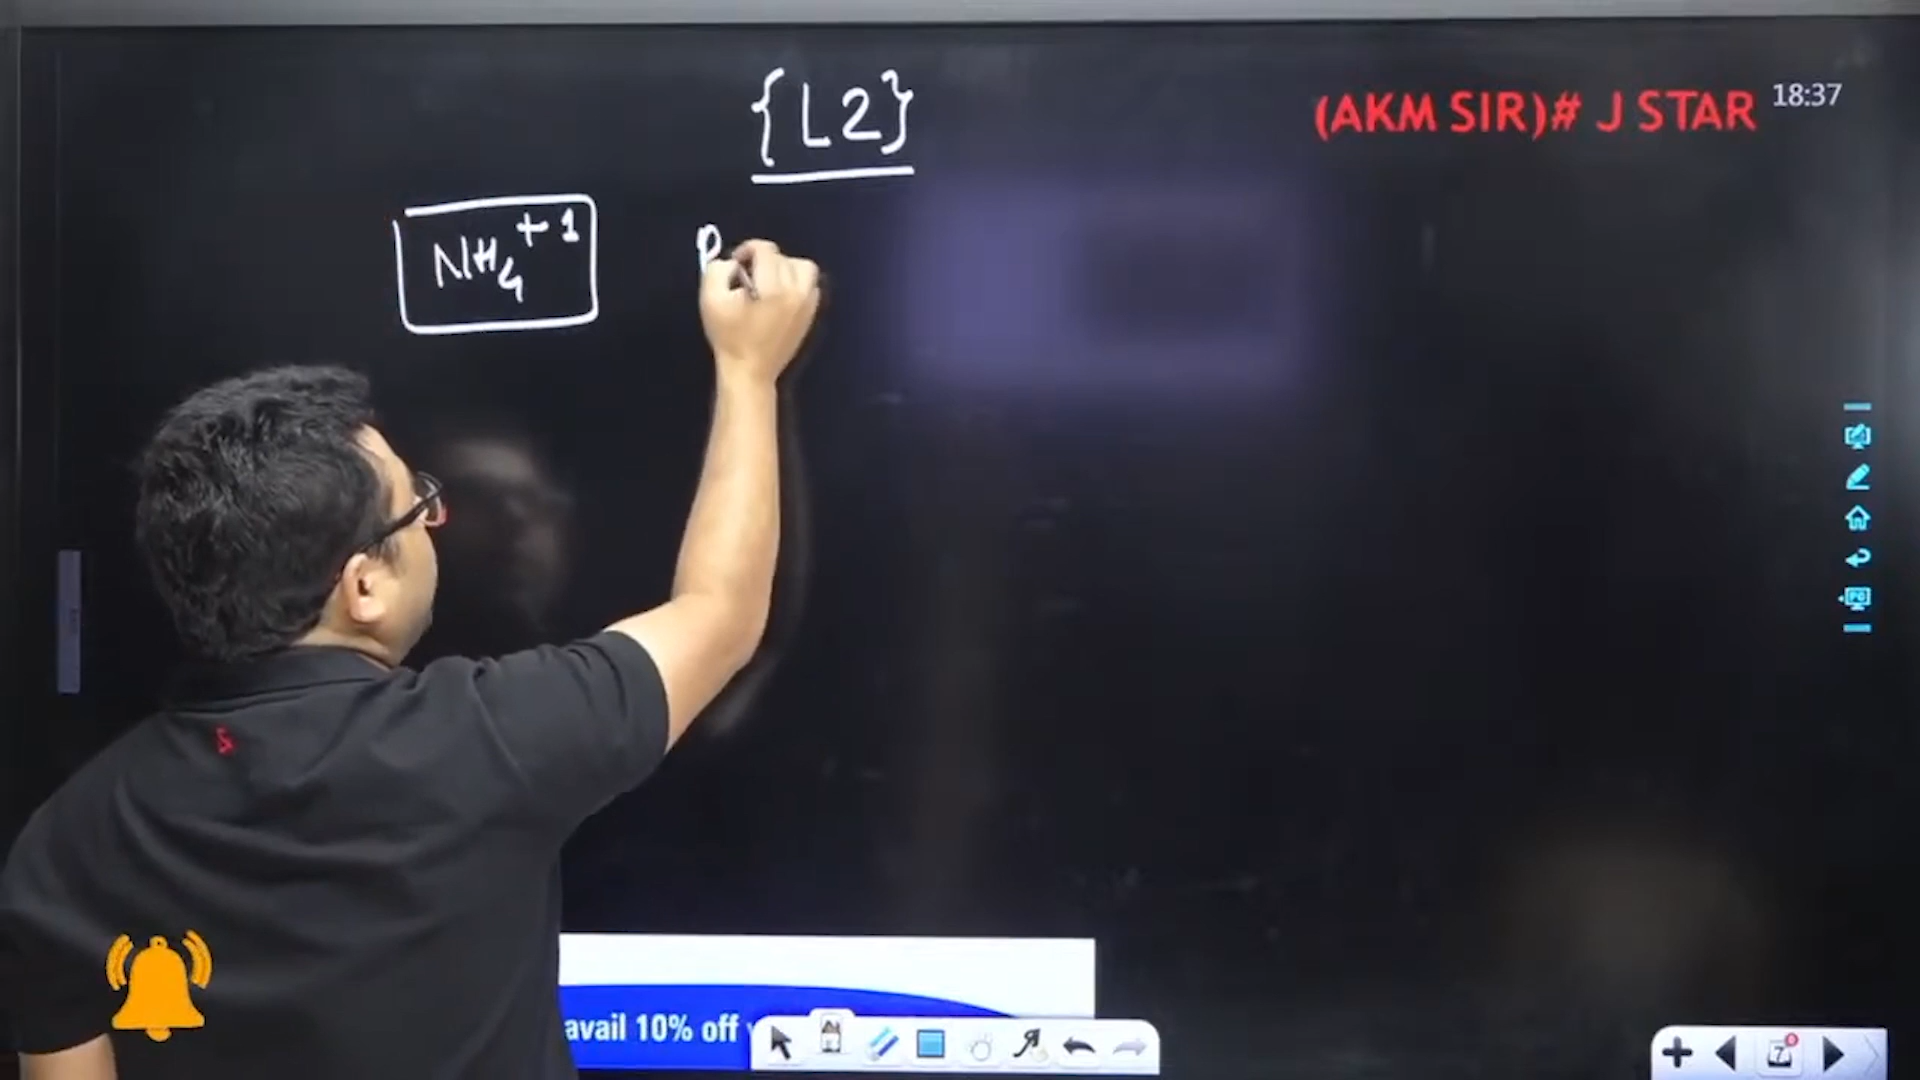 {L2}
(AKM SIR)# J STAR 18:37
NH₄⁺¹
P
avail 10% off